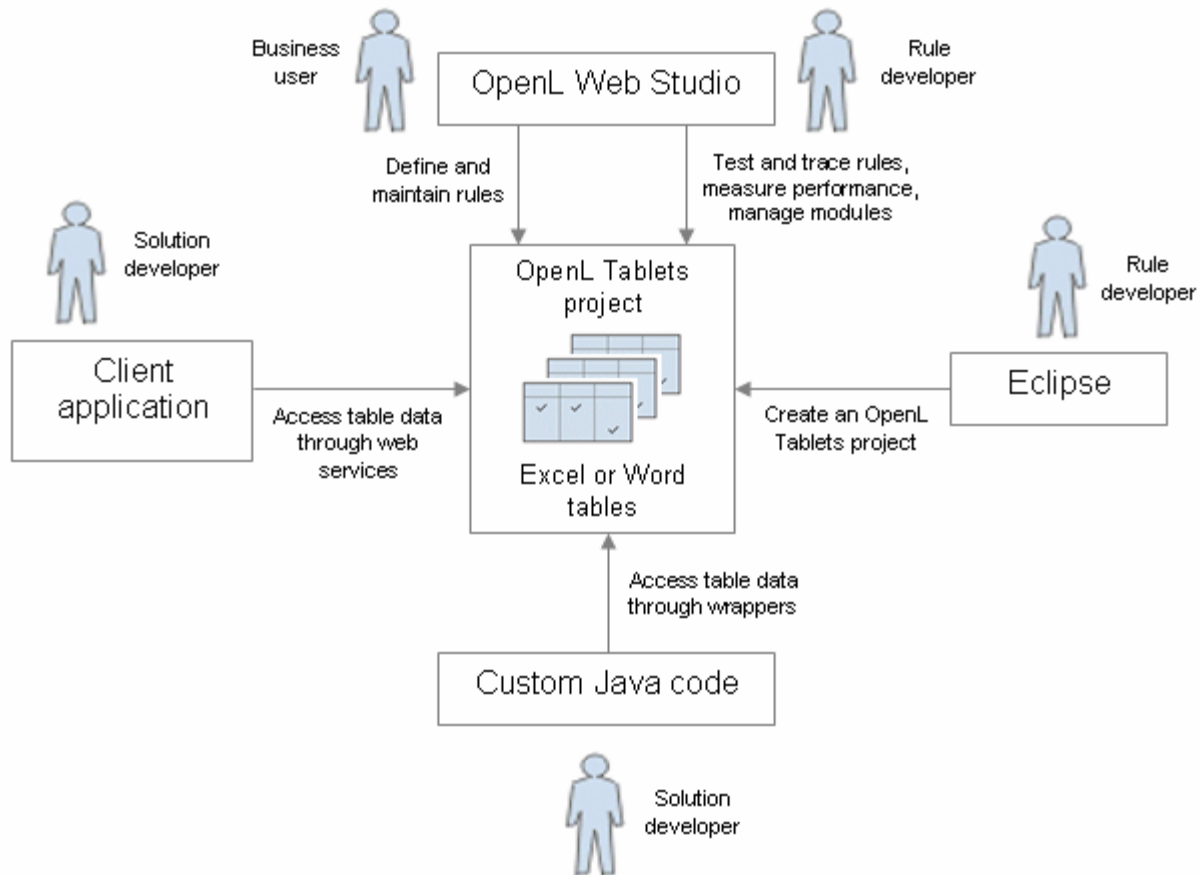 Business
user
OpenL Web Studio
Rule
developer
Define and
maintain rules
Test and trace rules,
measure performance,
manage modules
Solution
developer
OpenL Tablets
project
Rule
developer
Client
application
Eclipse
Access table data
through web
services
Create an OpenL
Tablets project
Excel or Word
tables
Access table data
through wrappers
Custom Java code
Solution
developer